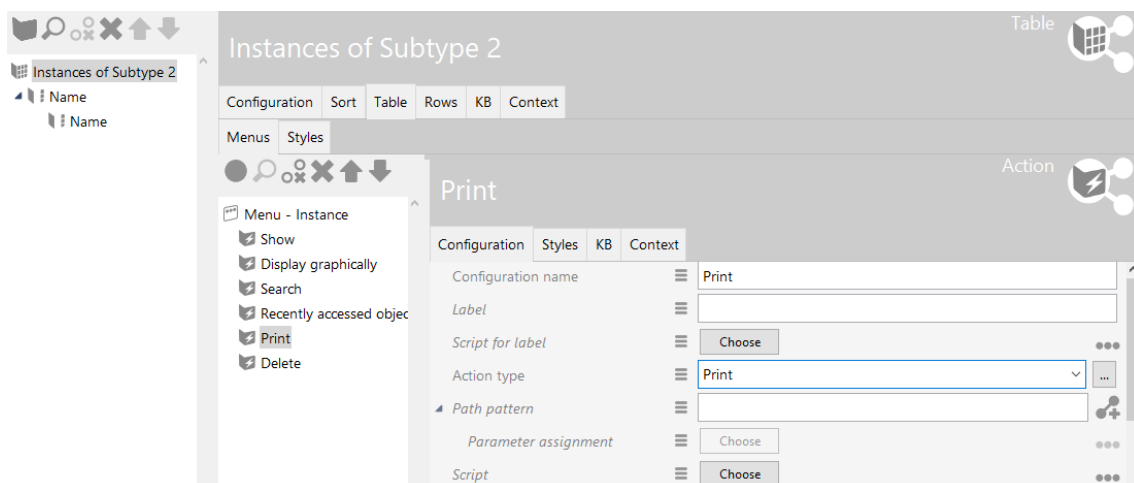 Table
Instances of Subtype 2
Instances of Subtype 2
Name
Name
Configuration Sort Table Rows KB Context
Menus Styles
Action
Print
Menu - Instance
Show
Display graphically
Search
Recently accessed objec
Print
Delete
Configuration Styles KB Context
Configuration name Print
Label
Script for label Choose
Action type Print ...
Path pattern
Parameter assignment Choose
Script Choose